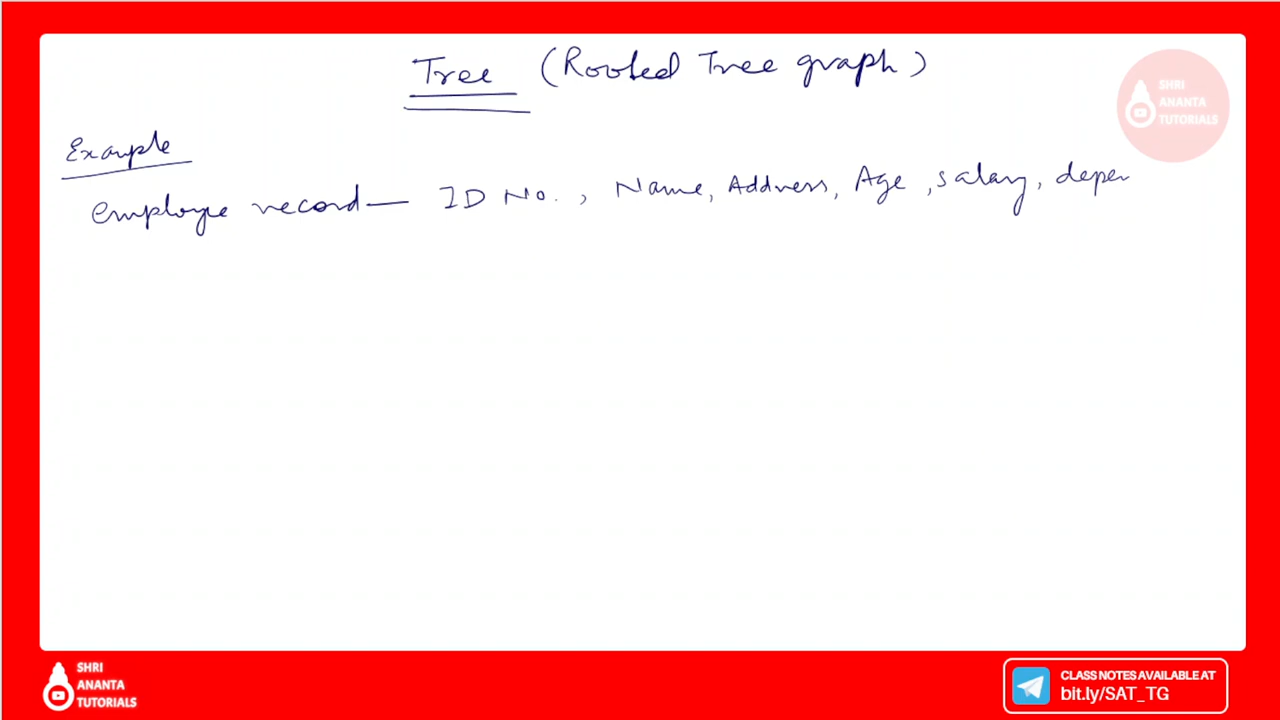 Tree (Rooted Tree graph)
SHRI
ANANTA
TUTORIALS
Example
employe record — ID No., Name, Address, Age, salary, depen
SHRI
ANANTA
TUTORIALS
CLASS NOTES AVAILABLE AT
bit.ly/SAT_TG